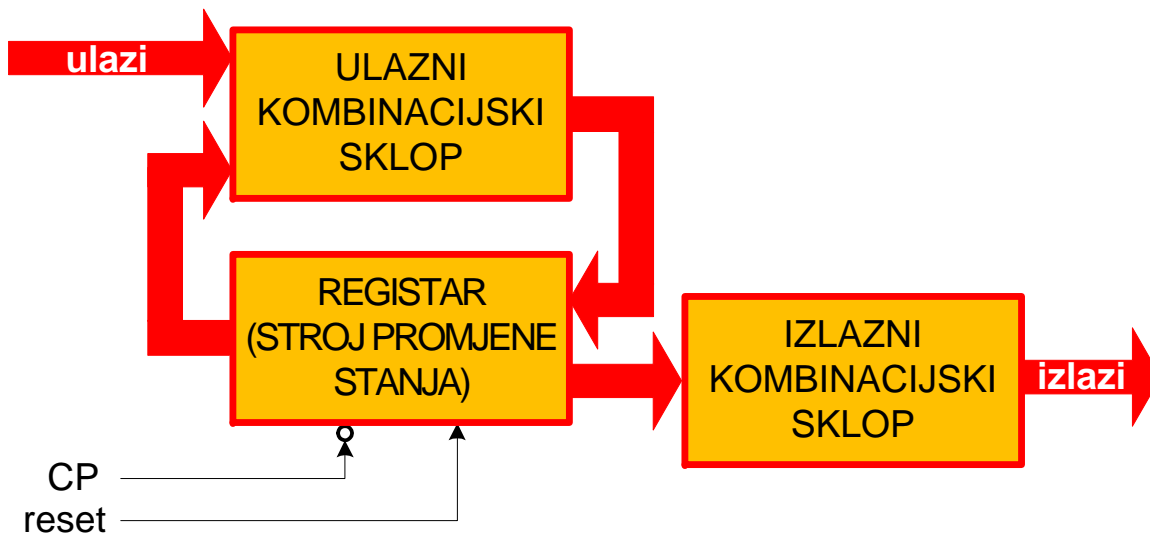 ulazi
ULAZNI
KOMBINACIJSKI
SKLOP
REGISTAR
(STROJ PROMJENE
STANJA)
IZLAZNI
KOMBINACIJSKI
SKLOP
izlazi
CP
reset